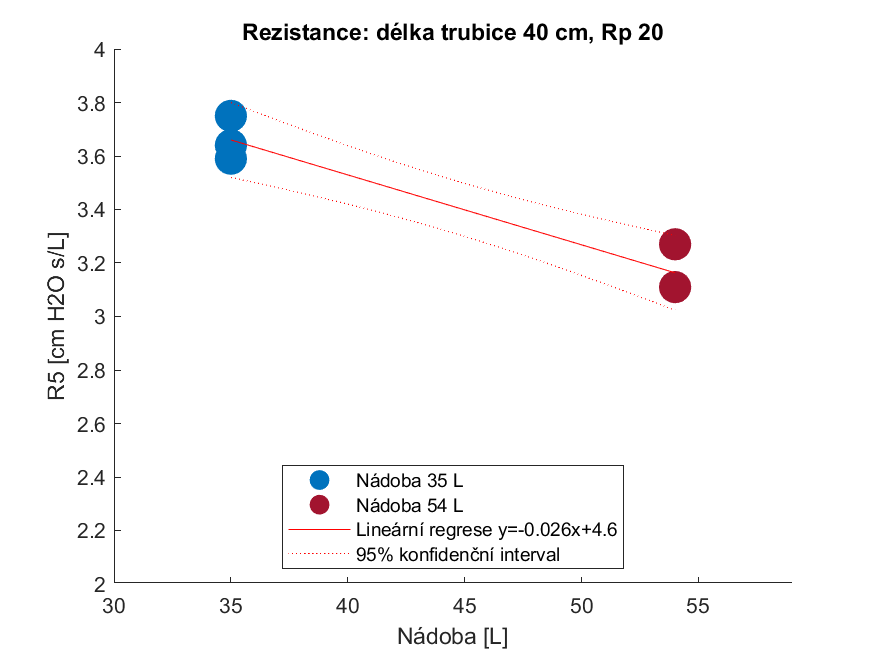 Rezistance: délka trubice 40 cm, Rp 20
4
3.8
3.6
3.4
3.2
3
2.8
2.6
2.4
2.2
2
R5 [cm H2O s/L]
Nádoba 35 L
Nádoba 54 L
Lineární regrese y=-0.026x+4.6
95% konfidenční interval
30 35 40 45 50 55
Nádoba [L]